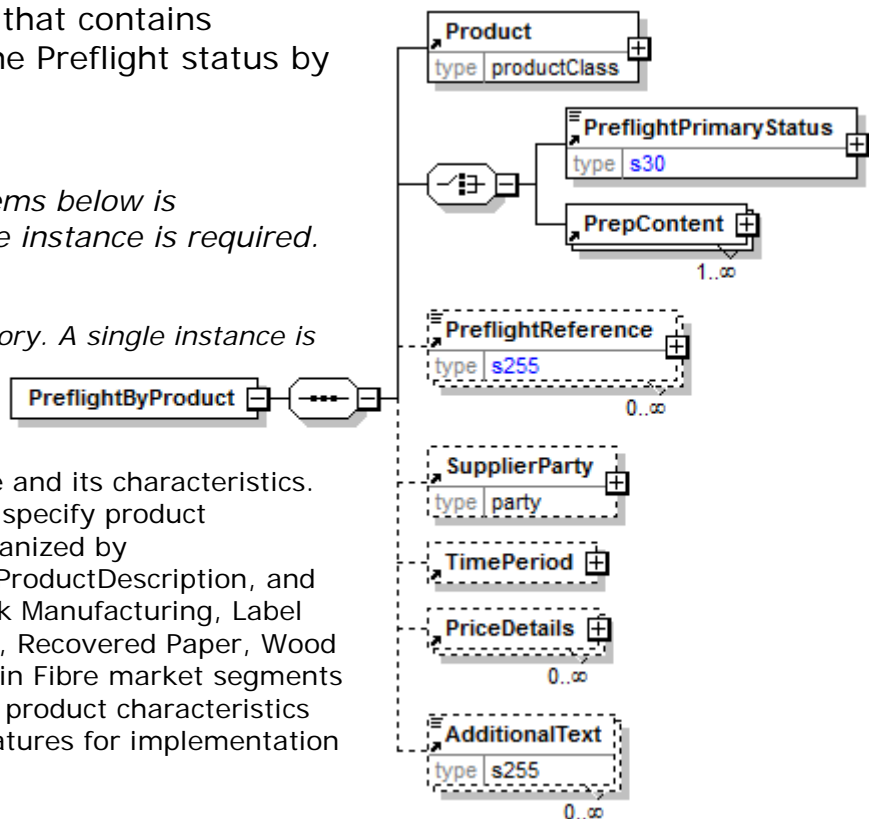 that contains
he Preflight status by
ems below is
e instance is required.
ory. A single instance is
e and its characteristics.
specify product
anized by
ProductDescription, and
k Manufacturing, Label
, Recovered Paper, Wood
in Fibre market segments
product characteristics
atures for implementation
PreflightByProduct
Product
type productClass
PreflightPrimaryStatus
type s30
PrepContent
1..∞
PreflightReference
type s255
0..∞
SupplierParty
type party
TimePeriod
PriceDetails
0..∞
AdditionalText
type s255
0..∞